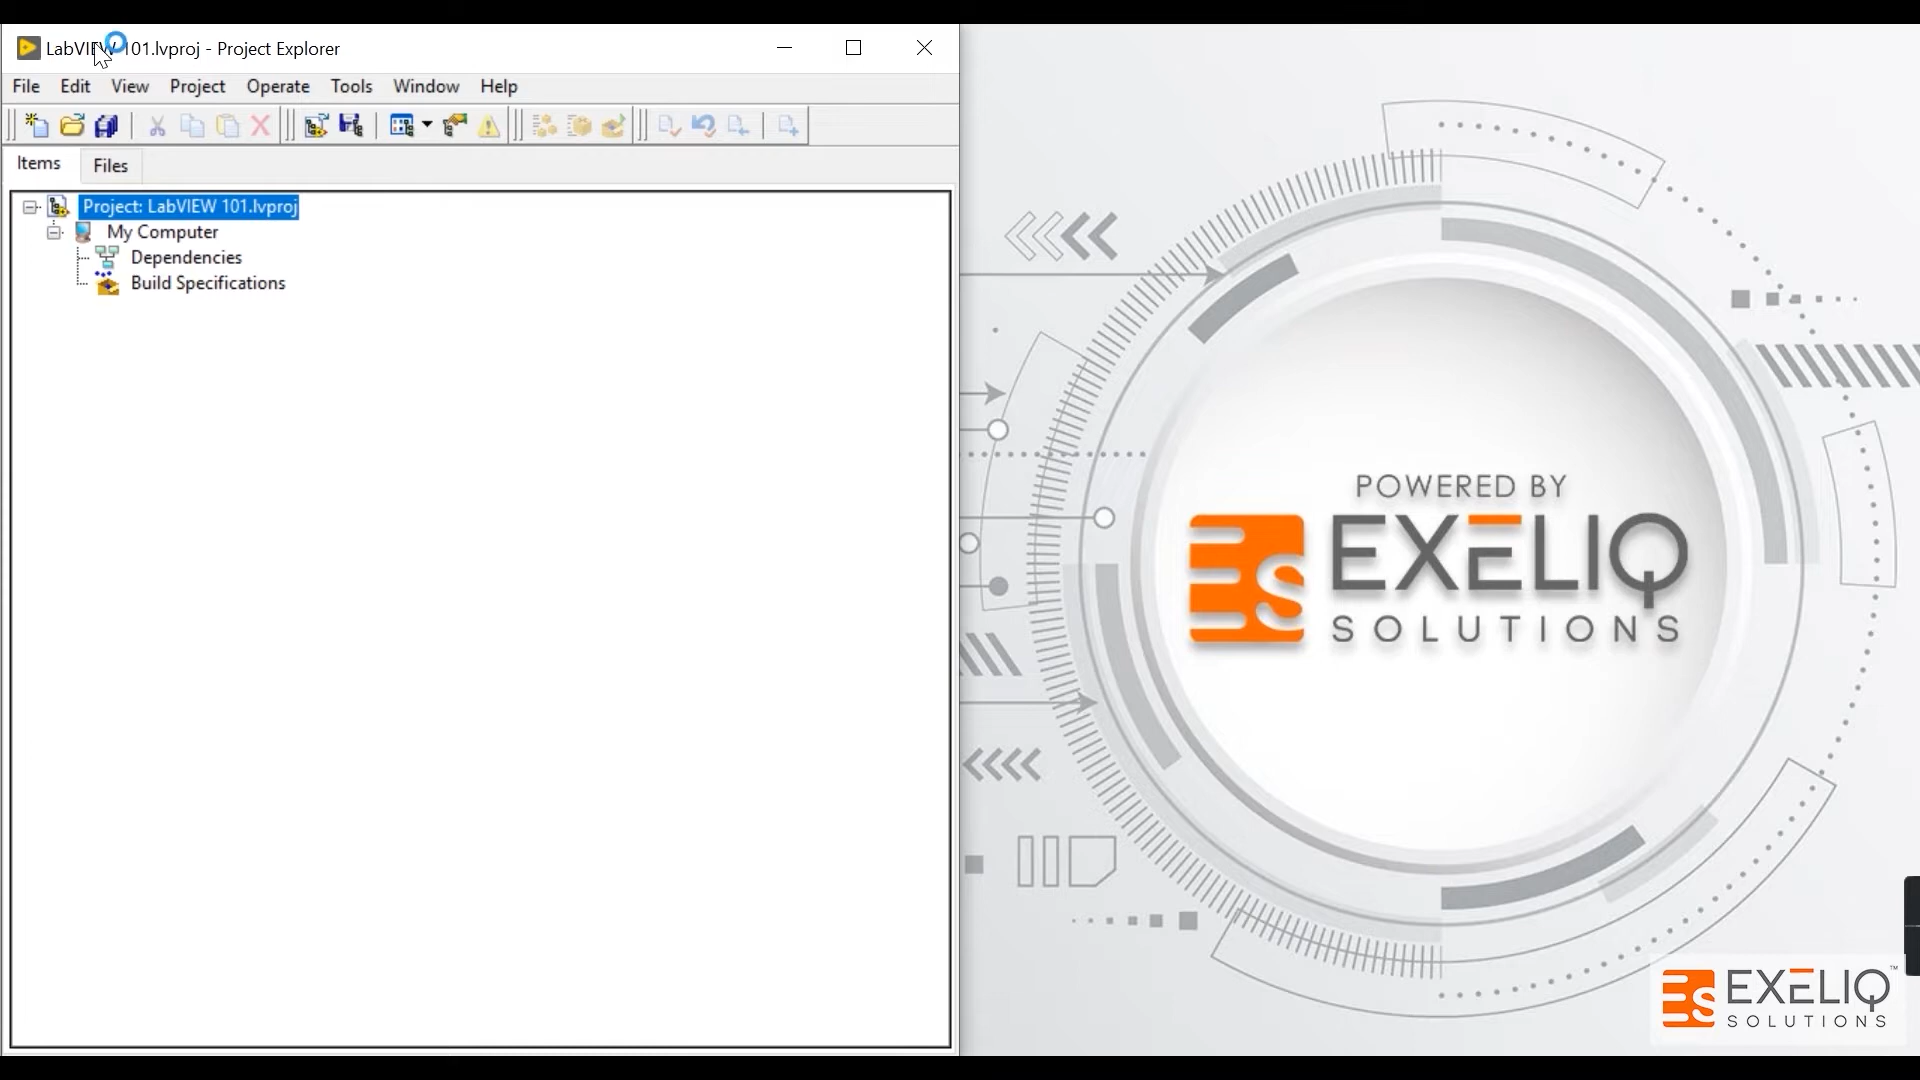 LabVIEW 101.lvproj - Project Explorer
File Edit View Project Operate Tools Window Help
Items Files
Project: LabVIEW 101.lvproj
My Computer
Dependencies
Build Specifications
POWERED BY
EXELIQ
SOLUTIONS
EXELIQ™
SOLUTIONS